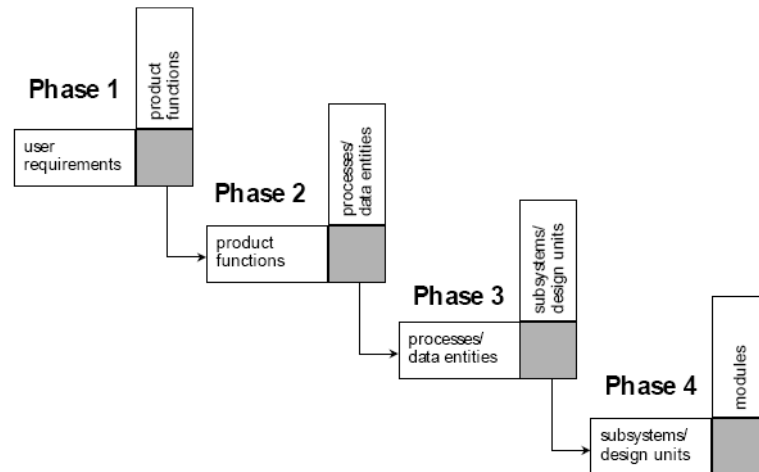 Phase 1
product
functions
user
requirements
Phase 2
processes/
data entities
product
functions
Phase 3
subsystems/
design units
processes/
data entities
Phase 4
modules
subsystems/
design units